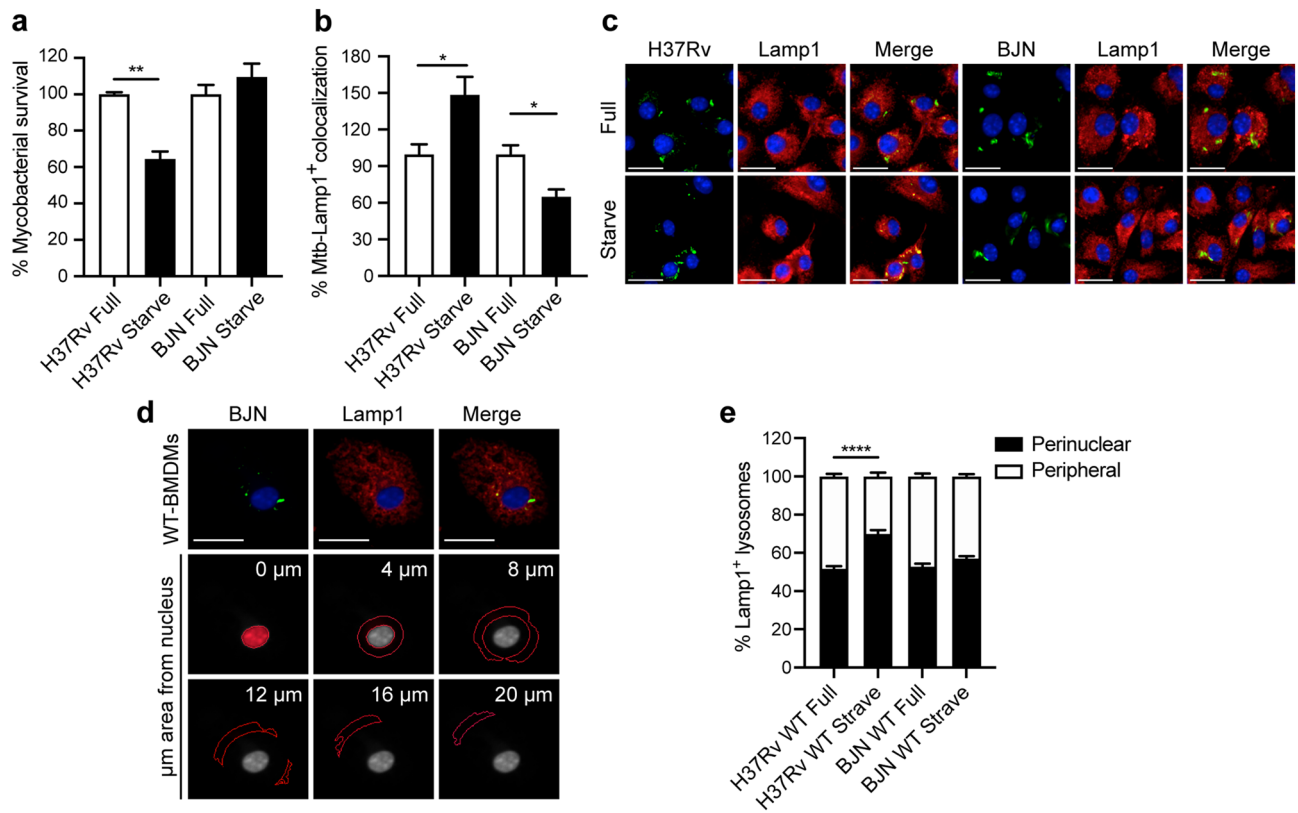 a
% Mycobacterial survival
120
100
80
60
40
20
0
**
H37Rv Full
H37Rv Starve
BJN Full
BJN Starve
b
% Mtb-Lamp1+ colocalization
180
150
120
90
60
30
0
*
*
H37Rv Full
H37Rv Starve
BJN Full
BJN Starve
c
H37Rv Lamp1 Merge BJN Lamp1 Merge
Full
Starve
d
BJN Lamp1 Merge
WT-BMDMs
µm area from nucleus
0 µm 4 µm 8 µm
12 µm 16 µm 20 µm
e
% Lamp1+ lysosomes
120
100
80
60
40
20
0
****
Perinuclear
Peripheral
H37Rv WT Full
H37Rv WT Strave
BJN WT Full
BJN WT Strave